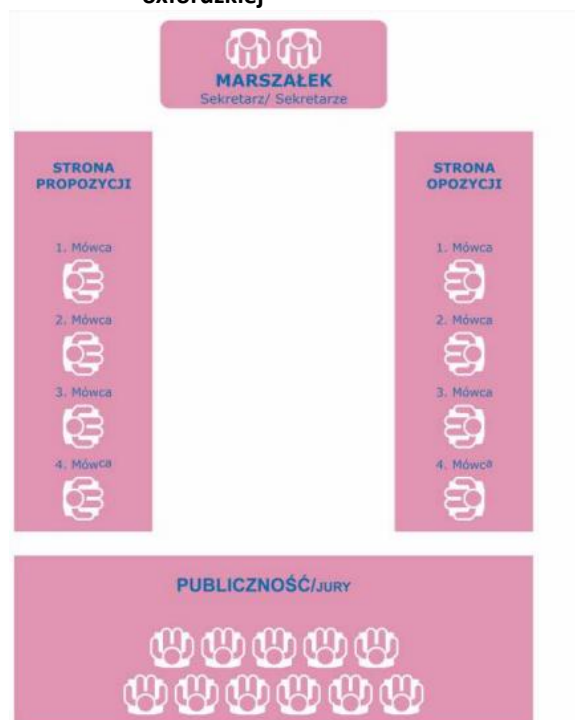 oxfordzkiej
MARSZAŁEK
Sekretarz/ Sekretarze
STRONA
PROPOZYCJI
1. Mówca
2. Mówca
3. Mówca
4. Mówca
STRONA
OPOZYCJI
1. Mówca
2. Mówca
3. Mówca
4. Mówca
PUBLICZNOŚĆ/JURY